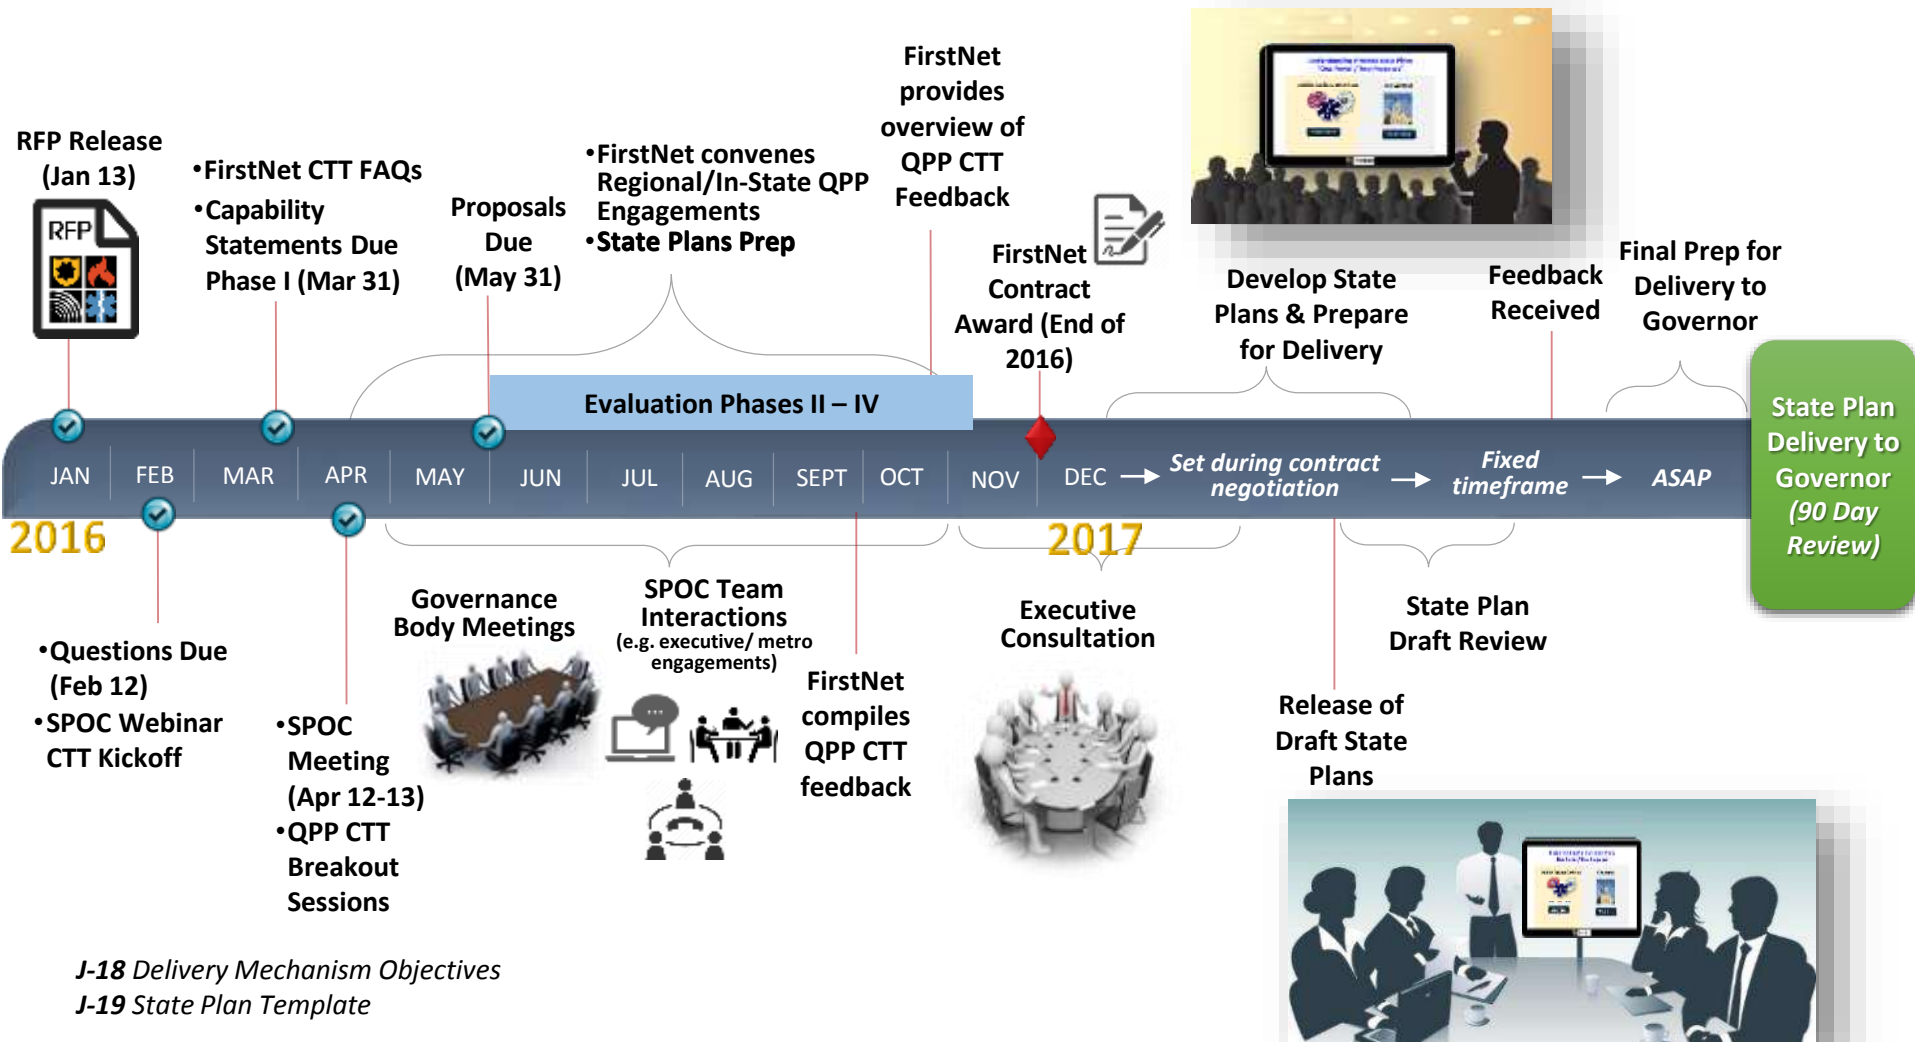 RFP Release
(Jan 13)
RFP
•FirstNet CTT FAQs
•Capability
Statements Due
Phase I (Mar 31)
Proposals
Due
(May 31)
•FirstNet convenes
Regional/In-State QPP
Engagements
•State Plans Prep
FirstNet
provides
overview of
QPP CTT
Feedback
FirstNet
Contract
Award (End of
2016)
Develop State
Plans & Prepare
for Delivery
Feedback
Received
Final Prep for
Delivery to
Governor
Evaluation Phases II – IV
JAN
FEB
MAR
APR
MAY
JUN
JUL
AUG
SEPT
OCT
NOV
DEC
Set during contract
negotiation
Fixed
timeframe
ASAP
State Plan
Delivery to
Governor
(90 Day
Review)
2016
2017
•Questions Due
(Feb 12)
•SPOC Webinar
CTT Kickoff
•SPOC
Meeting
(Apr 12-13)
•QPP CTT
Breakout
Sessions
Governance
Body Meetings
SPOC Team
Interactions
(e.g. executive/ metro
engagements)
FirstNet
compiles
QPP CTT
feedback
Executive
Consultation
State Plan
Draft Review
Release of
Draft State
Plans
J-18 Delivery Mechanism Objectives
J-19 State Plan Template